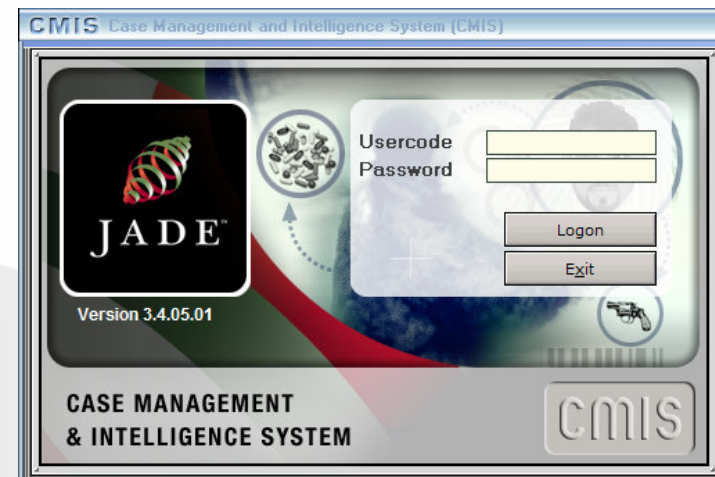 CMIS Case Management and Intelligence System (CMIS)
Usercode
Password
JADE™
Logon
Exit
Version 3.4.05.01
CASE MANAGEMENT
& INTELLIGENCE SYSTEM
CMIS